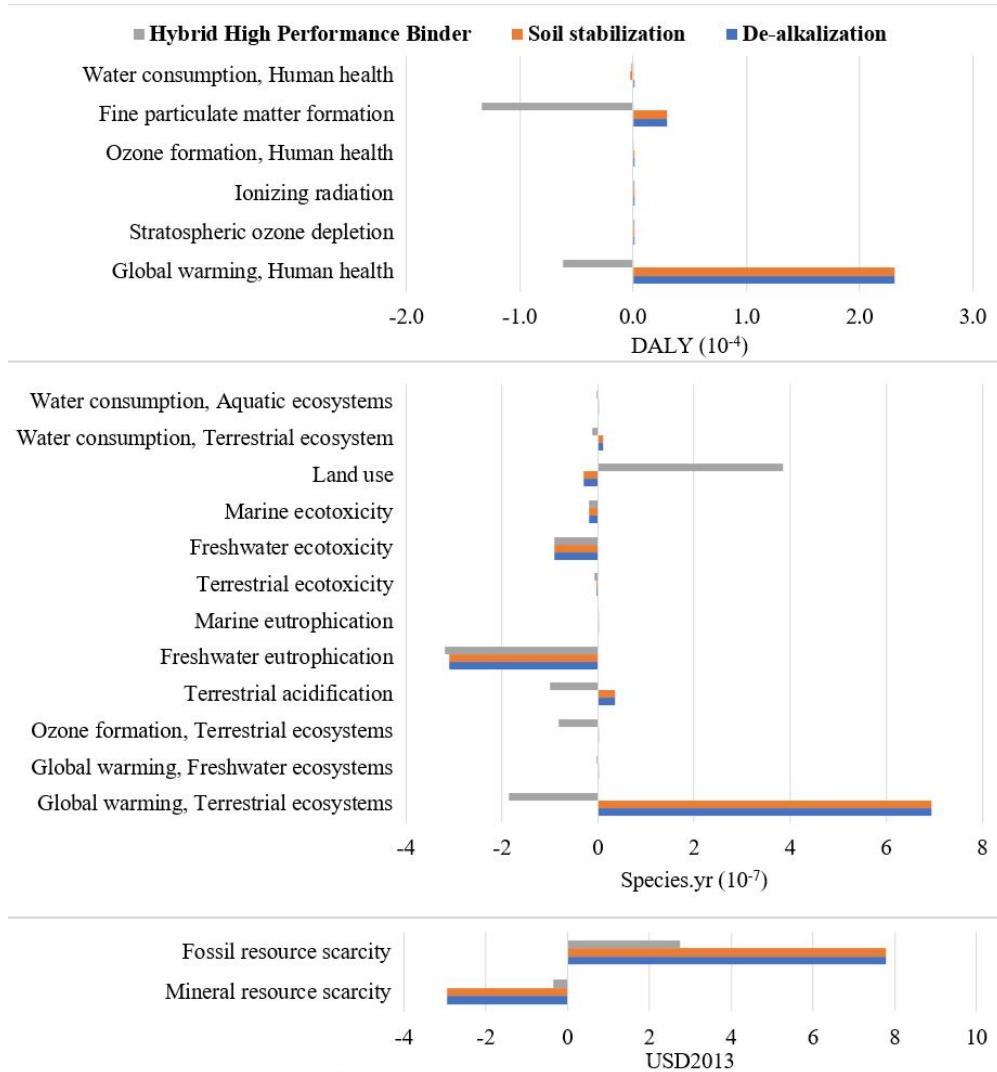 Hybrid High Performance Binder Soil stabilization De-alkalization
Water consumption, Human health
Fine particulate matter formation
Ozone formation, Human health
Ionizing radiation
Stratospheric ozone depletion
Global warming, Human health
-2.0 -1.0 0.0 1.0 2.0 3.0
DALY (10⁻⁴)
Water consumption, Aquatic ecosystems
Water consumption, Terrestrial ecosystem
Land use
Marine ecotoxicity
Freshwater ecotoxicity
Terrestrial ecotoxicity
Marine eutrophication
Freshwater eutrophication
Terrestrial acidification
Ozone formation, Terrestrial ecosystems
Global warming, Freshwater ecosystems
Global warming, Terrestrial ecosystems
-4 -2 0 2 4 6 8
Species.yr (10⁻⁷)
Fossil resource scarcity
Mineral resource scarcity
-4 -2 0 2 4 6 8 10
USD2013